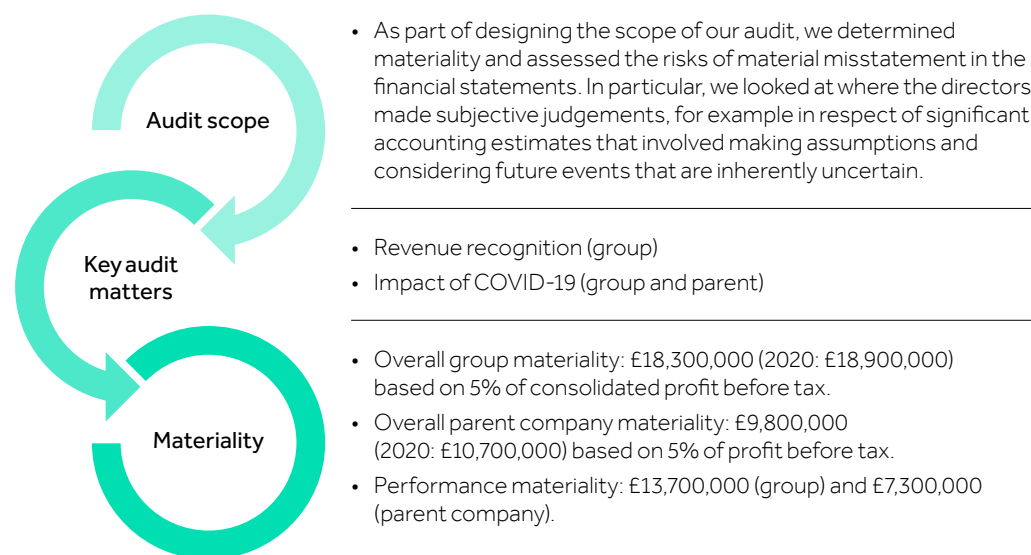 Audit scope
• As part of designing the scope of our audit, we determined
materiality and assessed the risks of material misstatement in the
financial statements. In particular, we looked at where the directors
made subjective judgements, for example in respect of significant
accounting estimates that involved making assumptions and
considering future events that are inherently uncertain.
Key audit
matters
• Revenue recognition (group)
• Impact of COVID-19 (group and parent)
Materiality
• Overall group materiality: £18,300,000 (2020: £18,900,000)
based on 5% of consolidated profit before tax.
• Overall parent company materiality: £9,800,000
(2020: £10,700,000) based on 5% of profit before tax.
• Performance materiality: £13,700,000 (group) and £7,300,000
(parent company).